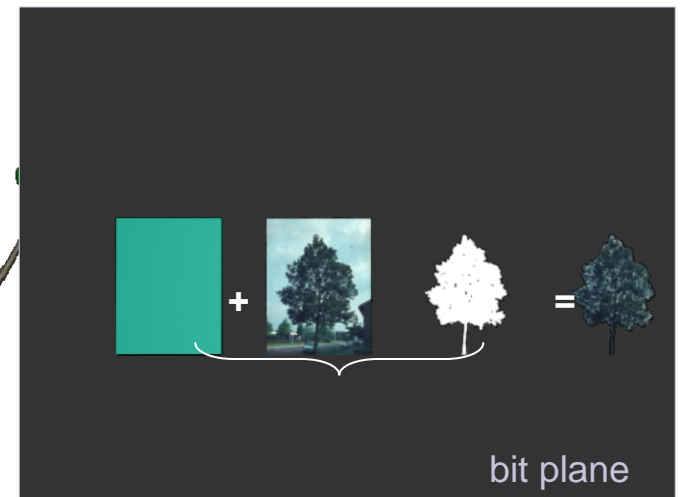 + =
bit plane